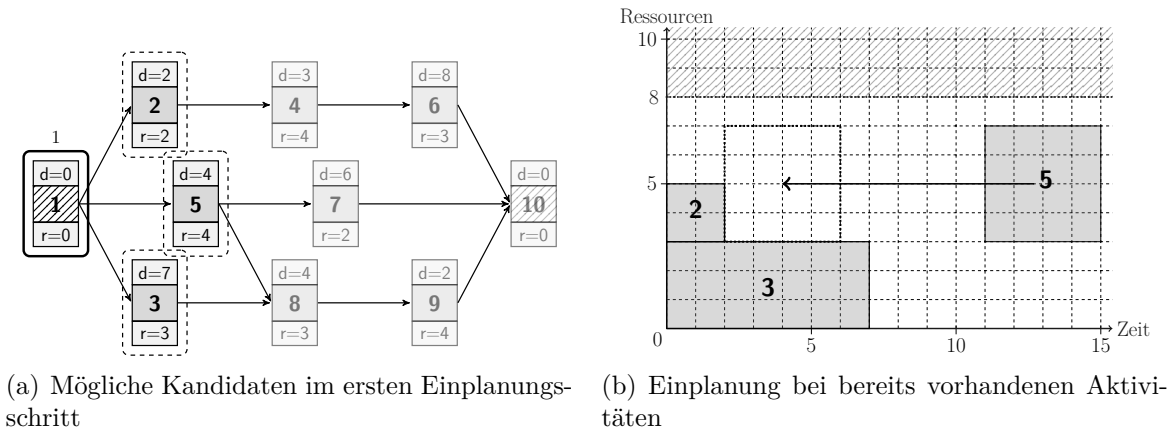 d=2
2
r=2
d=3
4
r=4
d=8
6
r=3
1
d=0
1
r=0
d=4
5
r=4
d=6
7
r=2
d=0
10
r=0
d=7
3
r=3
d=4
8
r=3
d=2
9
r=4
(a) Mögliche Kandidaten im ersten Einplanungs-
schritt
Ressourcen
10
8
5
0
5
10
15
Zeit
2
3
5
(b) Einplanung bei bereits vorhandenen Aktivi-
täten